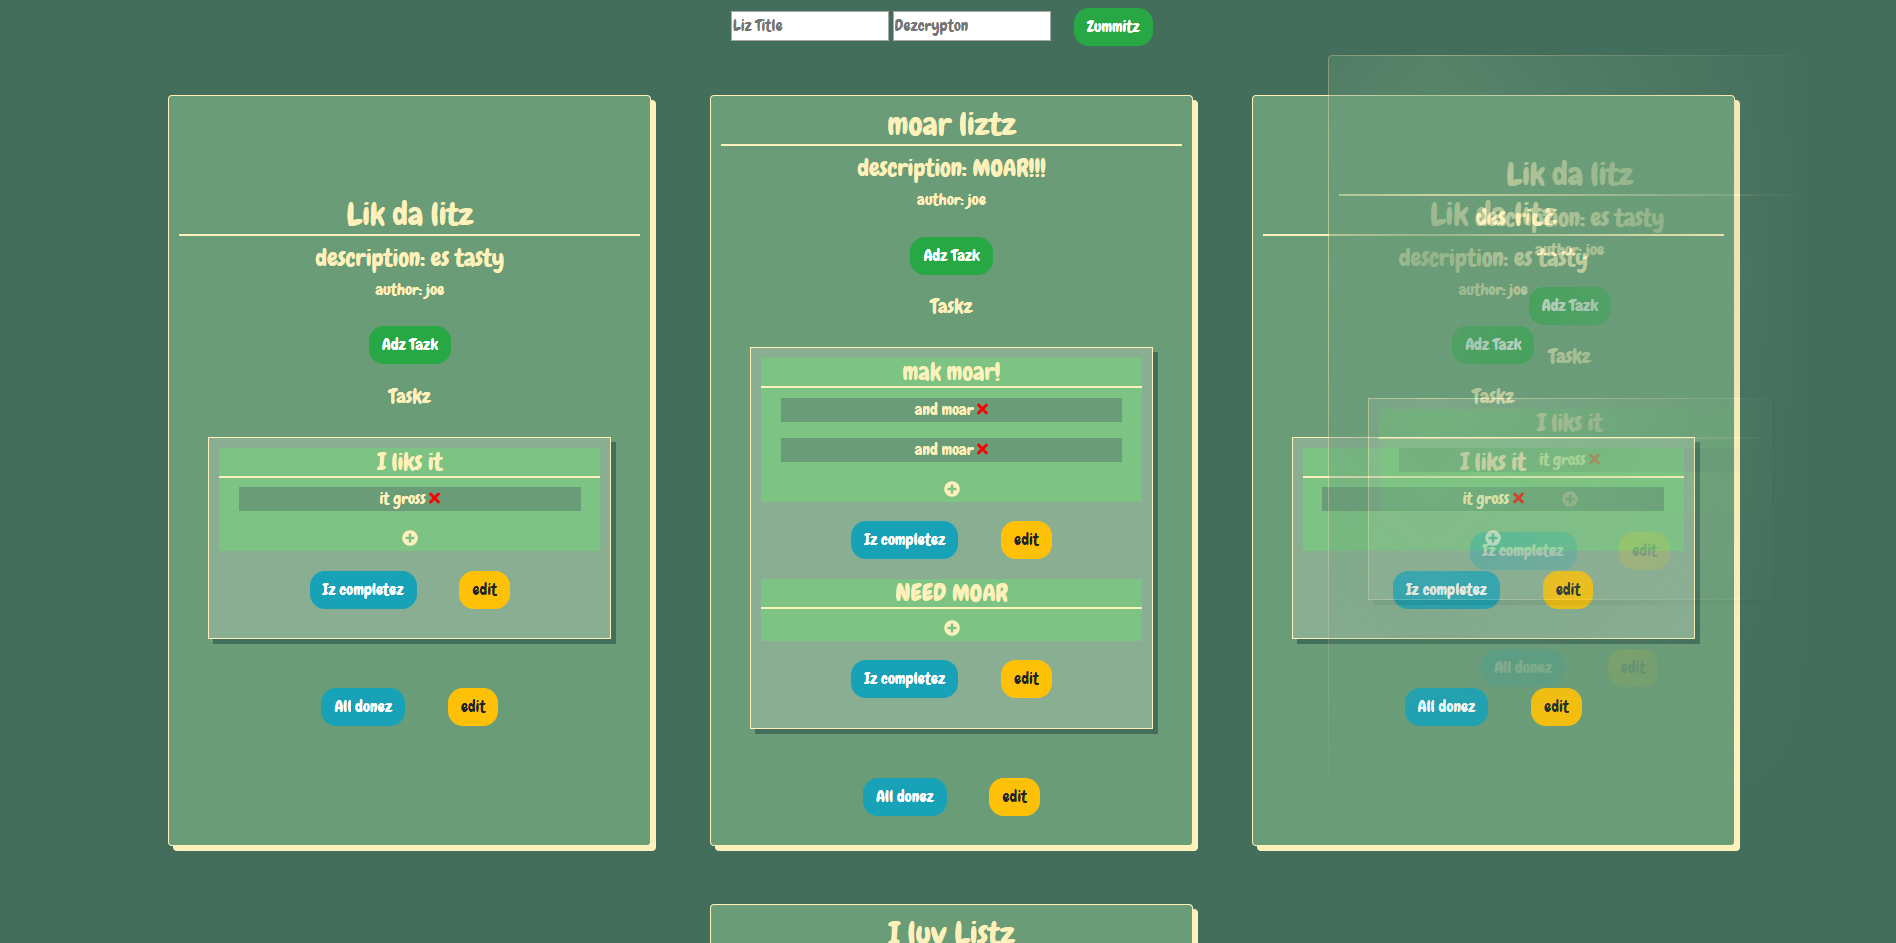 Liz Title
Dezcrypton
Zummitz
Lik da litz
description: es tasty
author: joe
Adz Tazk
Taskz
I liks it
it gross
Iz completez
edit
All donez
edit
moar liztz
description: MOAR!!!
author: joe
Adz Tazk
Taskz
mak moar!
and moar
and moar
Iz completez
edit
NEED MOAR
Iz completez
edit
All donez
edit
Lik da litz
description: es tasty
author: joe
Adz Tazk
Taskz
I liks it
it gross
Iz completez
edit
All donez
edit
Lik da litz
description: es tasty
author: joe
Adz Tazk
Taskz
I liks it
it gross
Iz completez
edit
All donez
edit
I luv Listz